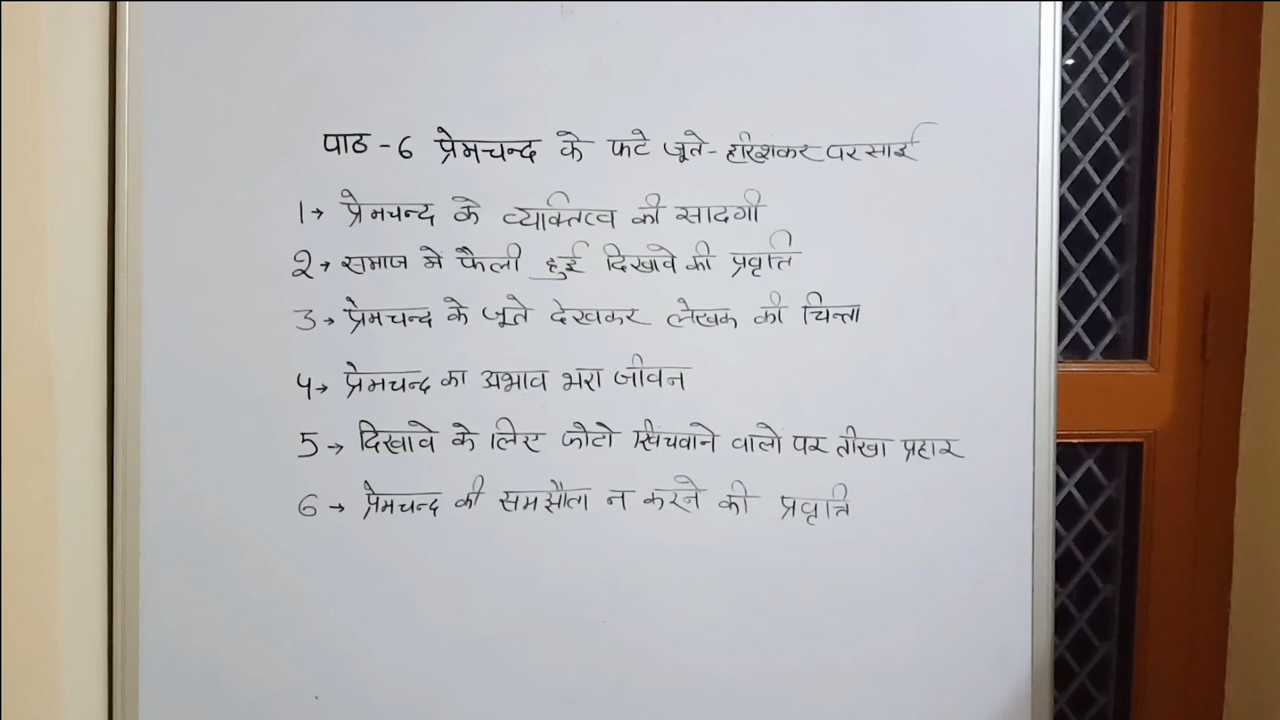 पाठ - 6 प्रेमचन्द के फटे जूते - हरिशंकर परसाई
1→ प्रेमचन्द के व्यक्तित्व की सादगी
2→ समाज मे फैली हुई दिखावे की प्रवृत्ति
3→ प्रेमचन्द के जूते देखकर लेखक की चिन्ता
4→ प्रेमचन्द का अभाव भरा जीवन
5→ दिखावे के लिए फोटो खिंचवाने वालो पर तीखा प्रहार
6→ प्रेमचन्द की समझौता न करने की प्रवृत्ति